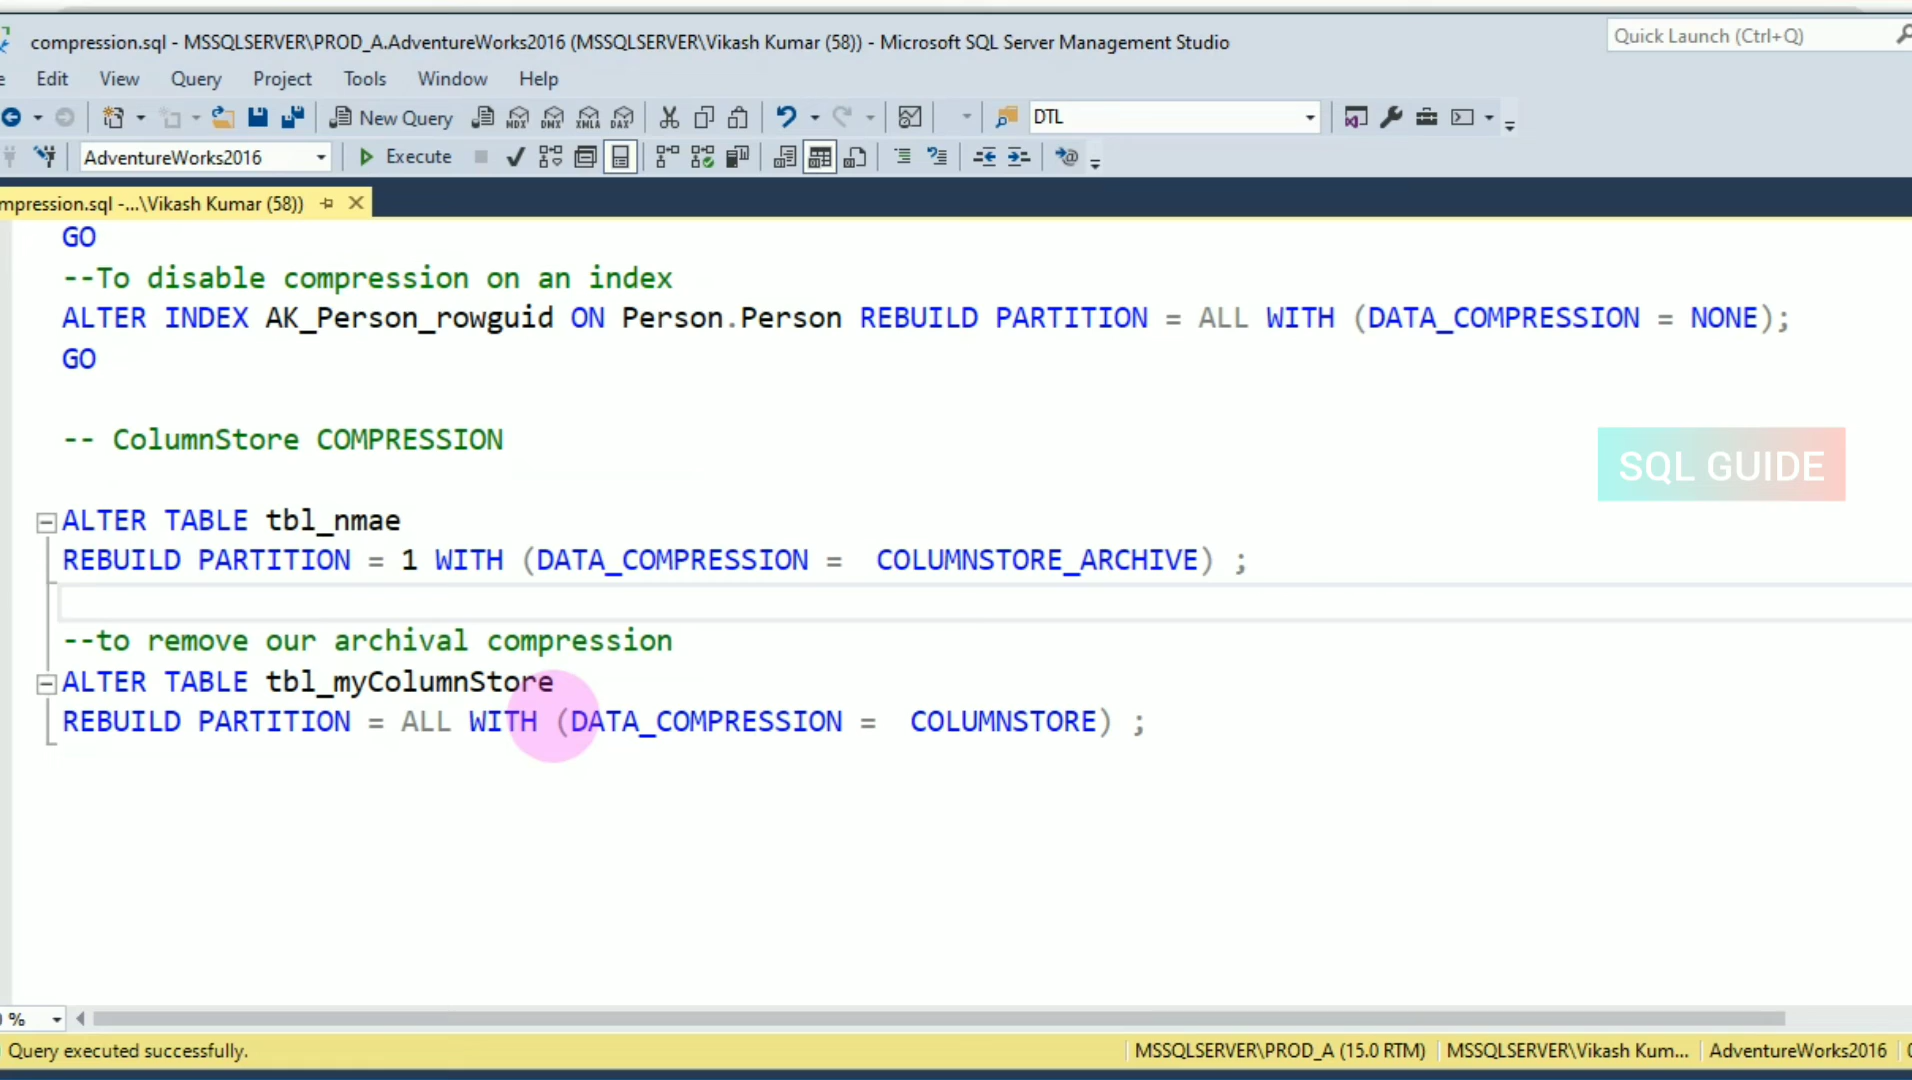 compression.sql - MSSQLSERVER\PROD_A.AdventureWorks2016 (MSSQLSERVER\Vikash Kumar (58)) - Microsoft SQL Server Management Studio
Quick Launch (Ctrl+Q)
Edit View Query Project Tools Window Help
New Query MDX DMX XMLA DAX DTL
AdventureWorks2016 Execute
mpression.sql -...\Vikash Kumar (58))
GO
--To disable compression on an index
ALTER INDEX AK_Person_rowguid ON Person.Person REBUILD PARTITION = ALL WITH (DATA_COMPRESSION = NONE);
GO
-- ColumnStore COMPRESSION
SQL GUIDE
ALTER TABLE tbl_nmae
REBUILD PARTITION = 1 WITH (DATA_COMPRESSION =  COLUMNSTORE_ARCHIVE) ;
--to remove our archival compression
ALTER TABLE tbl_myColumnStore
REBUILD PARTITION = ALL WITH (DATA_COMPRESSION =  COLUMNSTORE) ;
%
Query executed successfully. MSSQLSERVER\PROD_A (15.0 RTM) MSSQLSERVER\Vikash Kum... AdventureWorks2016